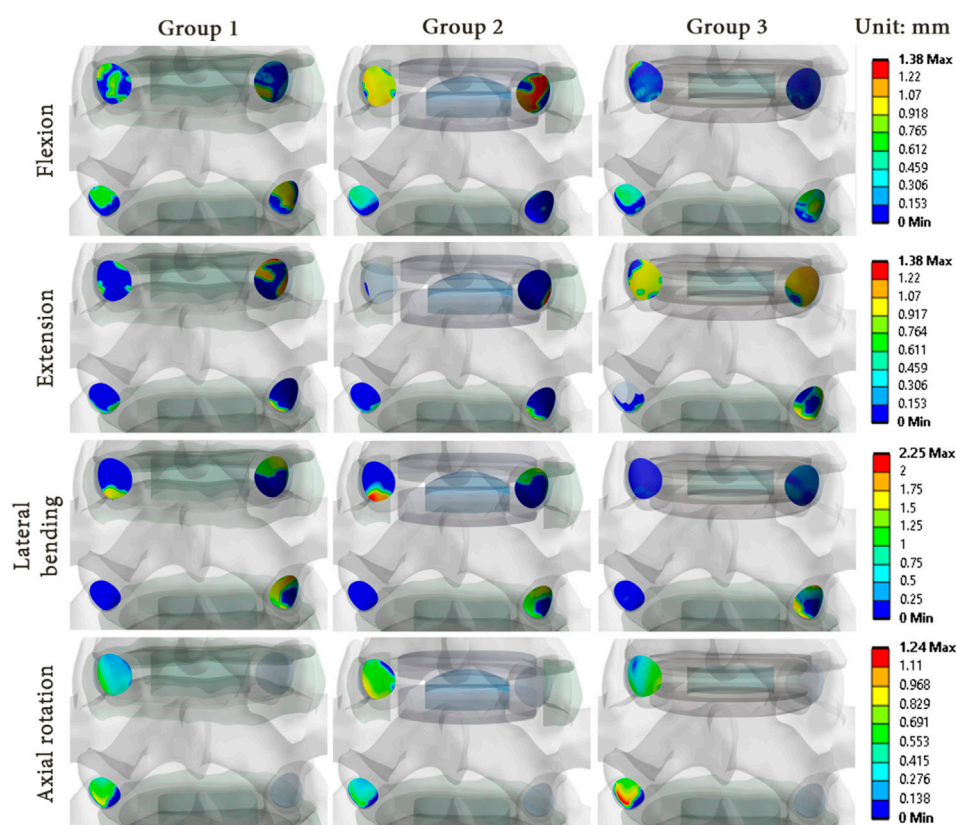 Group 1 Group 2 Group 3 Unit: mm
Flexion
1.38 Max
1.22
1.07
0.918
0.765
0.612
0.459
0.306
0.153
0 Min
Extension
1.38 Max
1.22
1.07
0.917
0.764
0.611
0.459
0.306
0.153
0 Min
Lateral
bending
2.25 Max
2
1.75
1.5
1.25
1
0.75
0.5
0.25
0 Min
Axial rotation
1.24 Max
1.11
0.968
0.829
0.691
0.553
0.415
0.276
0.138
0 Min